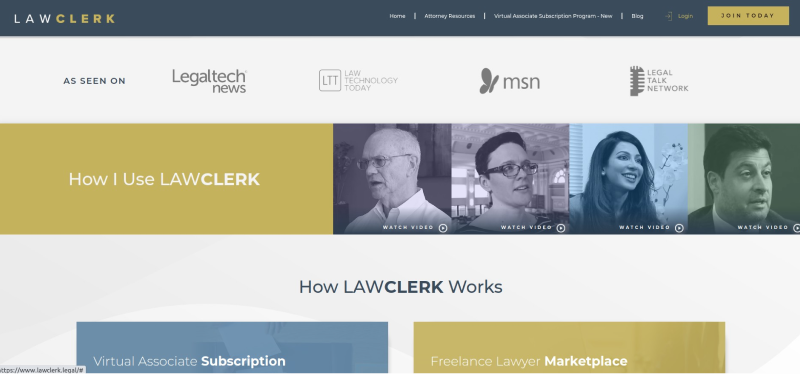 LAWCLERK
Home | Attorney Resources | Virtual Associate Subscription Program - New | Blog
Login
JOIN TODAY
AS SEEN ON
Legaltech
news
LTT
LAW
TECHNOLOGY
TODAY
msn
LEGAL
TALK
NETWORK
How I Use LAWCLERK
WATCH VIDEO
WATCH VIDEO
WATCH VIDEO
WATCH VIDEO
How LAWCLERK Works
Virtual Associate Subscription
Freelance Lawyer Marketplace
ttps://www.lawclerk.legal/#